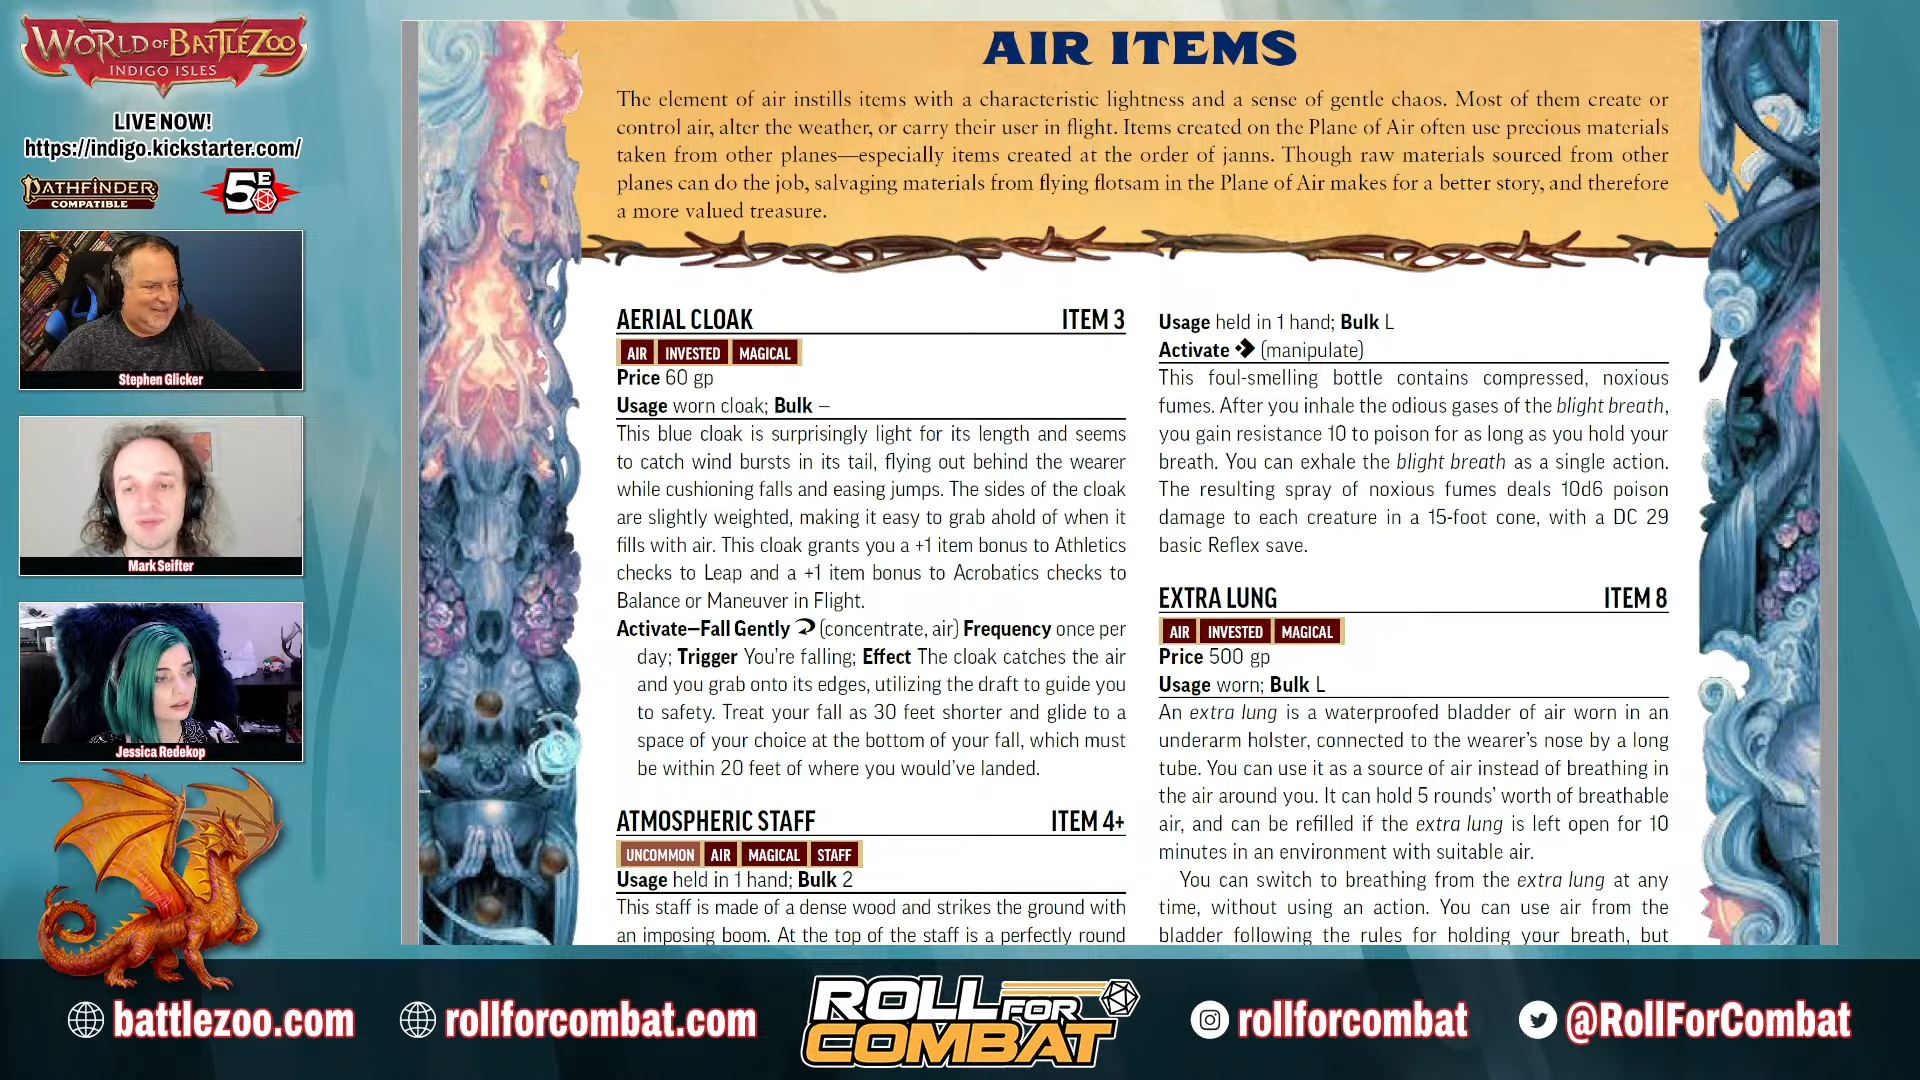 WORLD OF BATTLEZOO
INDIGO ISLES
LIVE NOW!
https://indigo.kickstarter.com/
PATHFINDER
COMPATIBLE
5E
Stephen Glicker
Mark Seifter
Jessica Redekop
AIR ITEMS
The element of air instills items with a characteristic lightness and a sense of gentle chaos. Most of them create or
control air, alter the weather, or carry their user in flight. Items created on the Plane of Air often use precious materials
taken from other planes—especially items created at the order of janns. Though raw materials sourced from other
planes can do the job, salvaging materials from flying flotsam in the Plane of Air makes for a better story, and therefore
a more valued treasure.
AERIAL CLOAK ITEM 3
AIR INVESTED MAGICAL
Price 60 gp
Usage worn cloak; Bulk —
This blue cloak is surprisingly light for its length and seems
to catch wind bursts in its tail, flying out behind the wearer
while cushioning falls and easing jumps. The sides of the cloak
are slightly weighted, making it easy to grab ahold of when it
fills with air. This cloak grants you a +1 item bonus to Athletics
checks to Leap and a +1 item bonus to Acrobatics checks to
Balance or Maneuver in Flight.
Activate—Fall Gently (concentrate, air) Frequency once per
day; Trigger You're falling; Effect The cloak catches the air
and you grab onto its edges, utilizing the draft to guide you
to safety. Treat your fall as 30 feet shorter and glide to a
space of your choice at the bottom of your fall, which must
be within 20 feet of where you would've landed.
ATMOSPHERIC STAFF ITEM 4+
UNCOMMON AIR MAGICAL STAFF
Usage held in 1 hand; Bulk 2
This staff is made of a dense wood and strikes the ground with
an imposing boom. At the top of the staff is a perfectly round
Usage held in 1 hand; Bulk L
Activate (manipulate)
This foul-smelling bottle contains compressed, noxious
fumes. After you inhale the odious gases of the blight breath,
you gain resistance 10 to poison for as long as you hold your
breath. You can exhale the blight breath as a single action.
The resulting spray of noxious fumes deals 10d6 poison
damage to each creature in a 15-foot cone, with a DC 29
basic Reflex save.
EXTRA LUNG ITEM 8
AIR INVESTED MAGICAL
Price 500 gp
Usage worn; Bulk L
An extra lung is a waterproofed bladder of air worn in an
underarm holster, connected to the wearer's nose by a long
tube. You can use it as a source of air instead of breathing in
the air around you. It can hold 5 rounds' worth of breathable
air, and can be refilled if the extra lung is left open for 10
minutes in an environment with suitable air.
You can switch to breathing from the extra lung at any
time, without using an action. You can use air from the
bladder following the rules for holding your breath, but
battlezoo.com
rollforcombat.com
ROLL FOR
COMBAT
rollforcombat
@RollForCombat